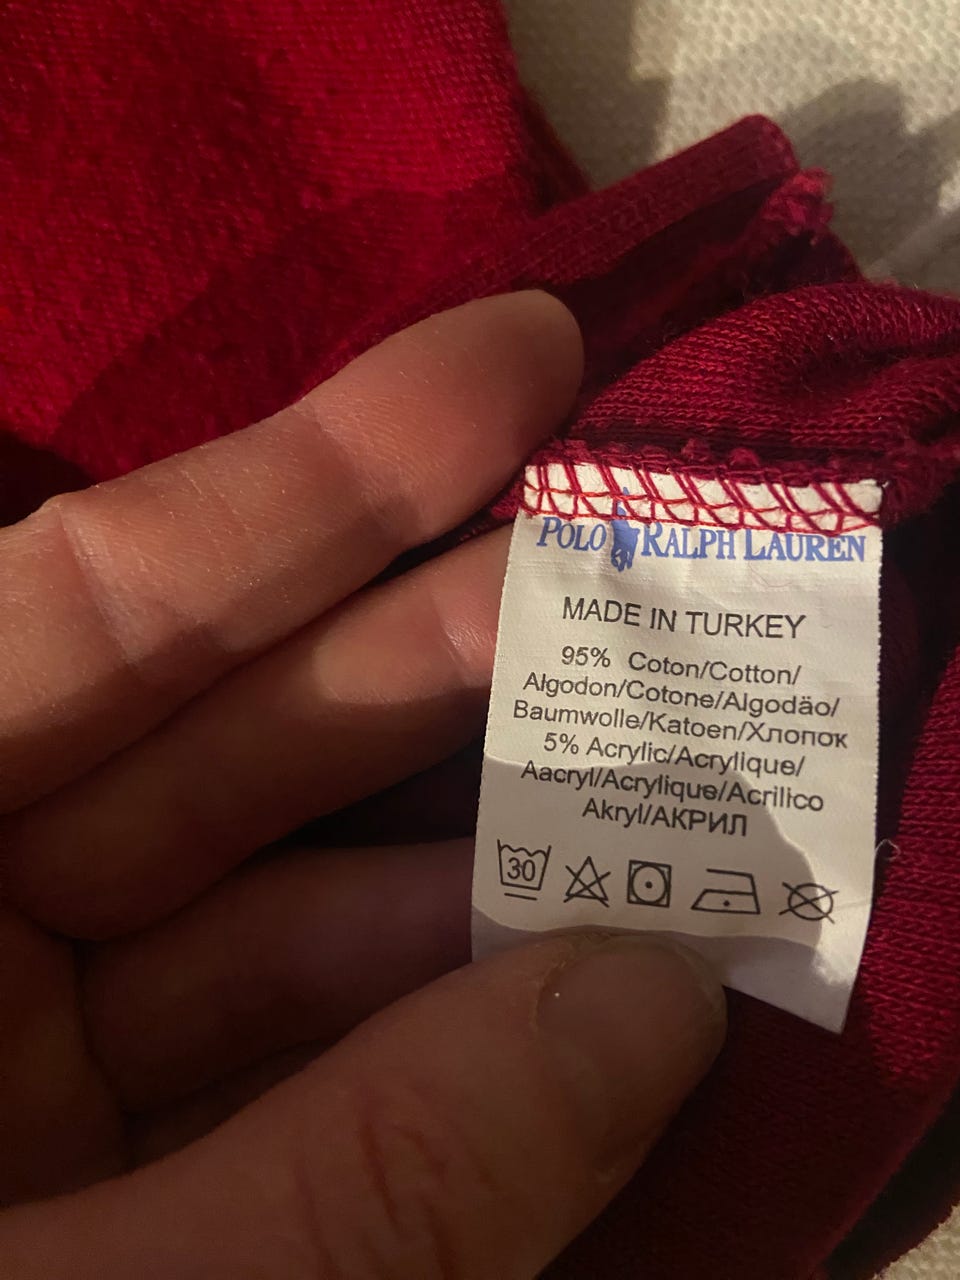 POLO RALPH LAUREN
MADE IN TURKEY
95% Coton/Cotton/
Algodon/Cotone/Algodão/
Baumwolle/Katoen/Хлопок
5% Acrylic/Acrylique/
Aacryl/Acrylique/Acrilico
Akryl/АКРИЛ
30